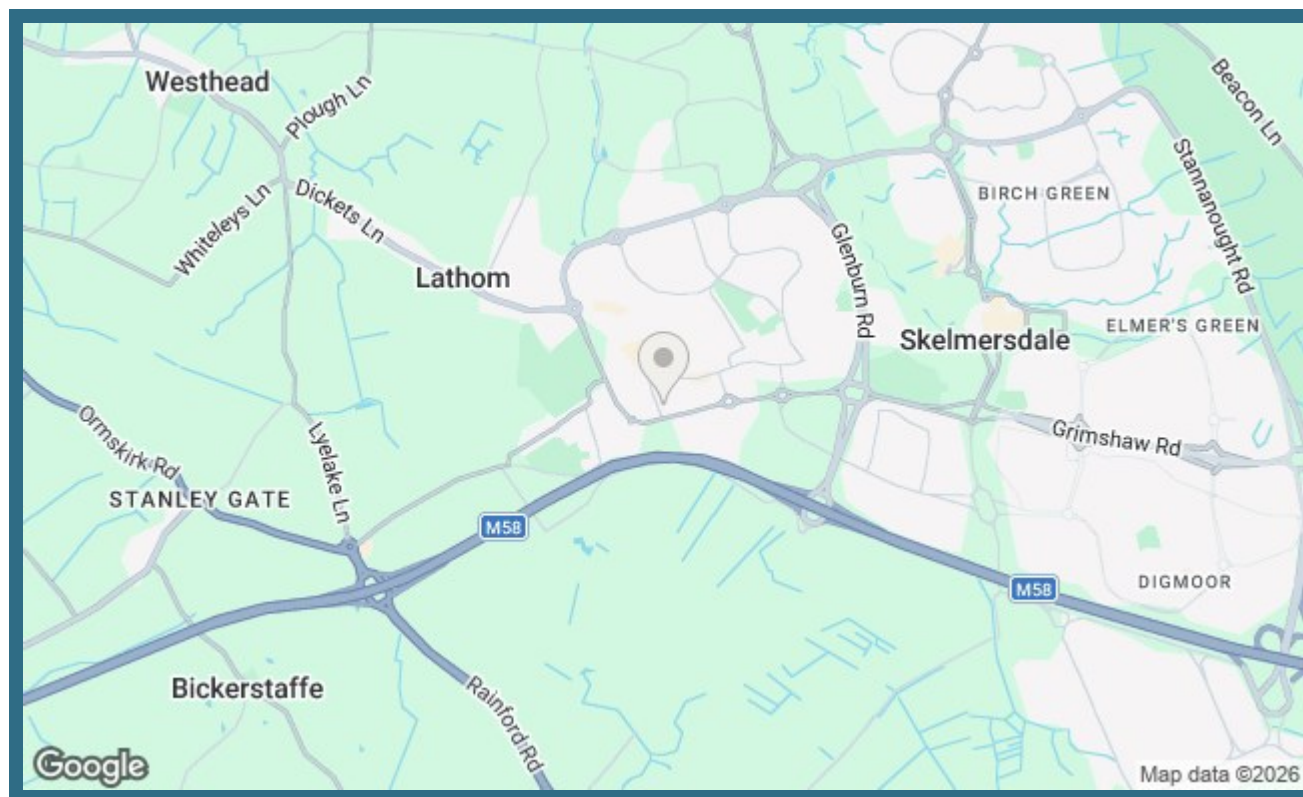 Westhead
Plough Ln
Beacon Ln
Whiteleys Ln
Dickets Ln
BIRCH GREEN
Stannanought Rd
Lathom
Glenburn Rd
Skelmersdale
ELMER'S GREEN
Ormskirk Rd
Lyelake Ln
Grimshaw Rd
STANLEY GATE
M58
M58
DIGMOOR
Bickerstaffe
Rainford Rd
Google
Map data ©2026